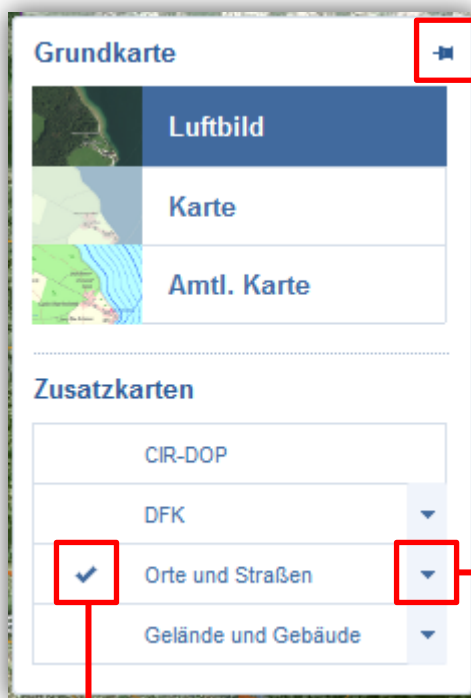 Grundkarte
Luftbild
Karte
Amtl. Karte
Zusatzkarten
CIR-DOP
DFK
Orte und Straßen
Gelände und Gebäude